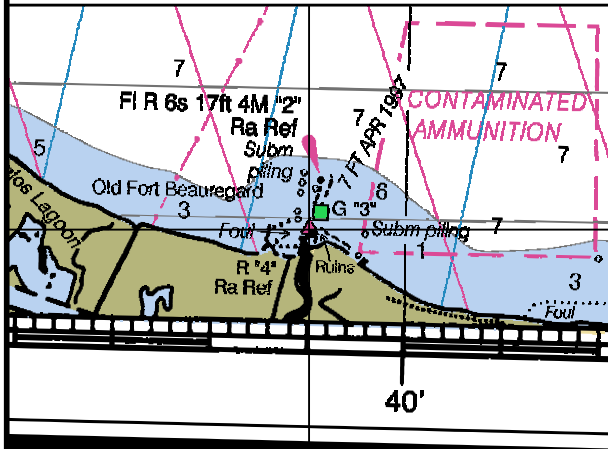 7
7
Fl R 6s 17ft 4M "2"
Ra Ref
Subm
piling
7
7 FT APR 1997
CONTAMINATED
AMMUNITION
7
5
Old Fort Beauregard
3
6
G "3"
Foul
Subm piling
7
1
Lagoon
R "4"
Ra Ref
Ruins
3
Foul
40'